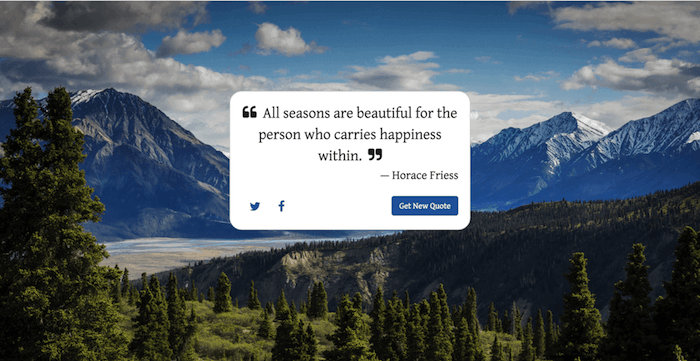 ❝ All seasons are beautiful for the
person who carries happiness
within. ❞
— Horace Friess
Get New Quote